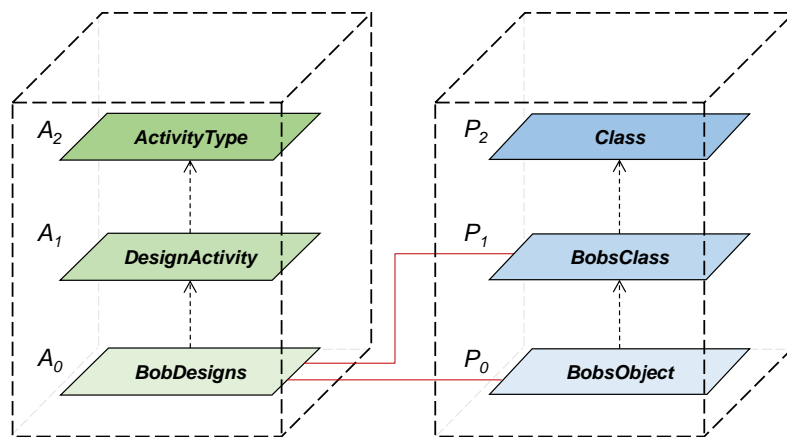 A2 ActivityType
P2 Class
A1 DesignActivity
P1 BobsClass
A0 BobDesigns
P0 BobsObject